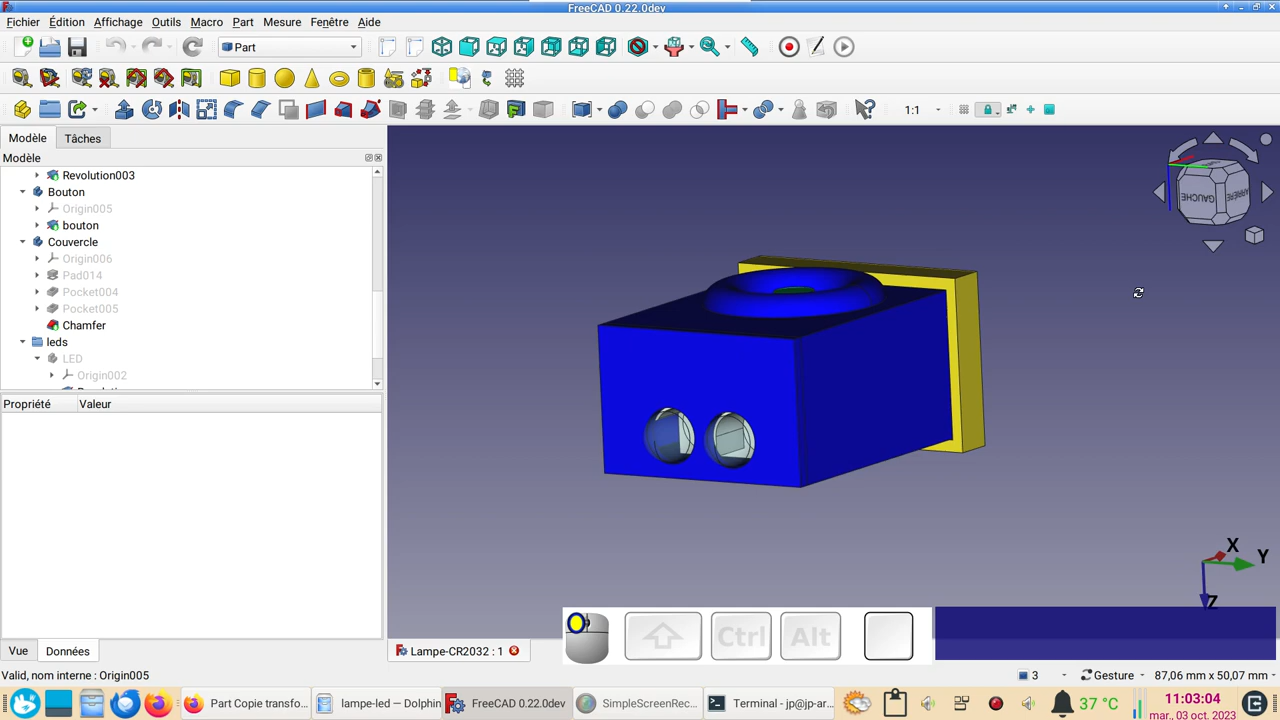 FreeCAD 0.22.0dev
Fichier Édition Affichage Outils Macro Part Mesure Fenêtre Aide
Part
1:1
Modèle Tâches
Modèle
Revolution003
Bouton
Origin005
bouton
Couvercle
Origin006
Pad014
Pocket004
Pocket005
Chamfer
leds
LED
Origin002
Propriété Valeur
GAUCHE
ARRIÈRE
X
Y
Z
Ctrl Alt
Vue Données
Lampe-CR2032 : 1
Valid, nom interne : Origin005
3 Gesture 87,06 mm x 50,07 mm
Part Copie transfo...
lampe-led — Dolphin
FreeCAD 0.22.0dev
SimpleScreenRec...
Terminal - jp@jp-ar...
37 °C
11:03:04
mar., 03 oct. 2023